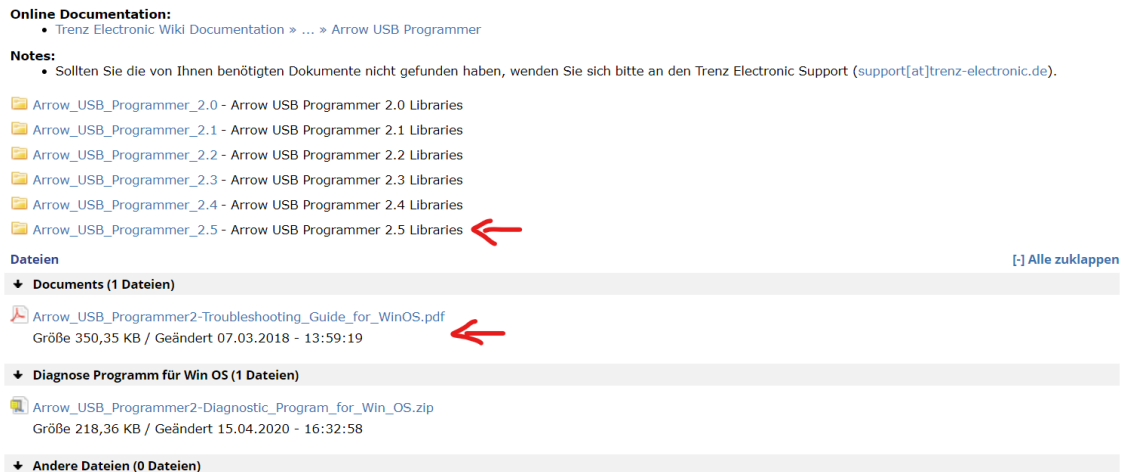 Online Documentation:
• Trenz Electronic Wiki Documentation » ... » Arrow USB Programmer
Notes:
• Sollten Sie die von Ihnen benötigten Dokumente nicht gefunden haben, wenden Sie sich bitte an den Trenz Electronic Support (support[at]trenz-electronic.de).
Arrow_USB_Programmer_2.0 - Arrow USB Programmer 2.0 Libraries
Arrow_USB_Programmer_2.1 - Arrow USB Programmer 2.1 Libraries
Arrow_USB_Programmer_2.2 - Arrow USB Programmer 2.2 Libraries
Arrow_USB_Programmer_2.3 - Arrow USB Programmer 2.3 Libraries
Arrow_USB_Programmer_2.4 - Arrow USB Programmer 2.4 Libraries
Arrow_USB_Programmer_2.5 - Arrow USB Programmer 2.5 Libraries
Dateien [-] Alle zuklappen
Documents (1 Dateien)
Arrow_USB_Programmer2-Troubleshooting_Guide_for_WinOS.pdf
Größe 350,35 KB / Geändert 07.03.2018 - 13:59:19
Diagnose Programm für Win OS (1 Dateien)
Arrow_USB_Programmer2-Diagnostic_Program_for_Win_OS.zip
Größe 218,36 KB / Geändert 15.04.2020 - 16:32:58
Andere Dateien (0 Dateien)